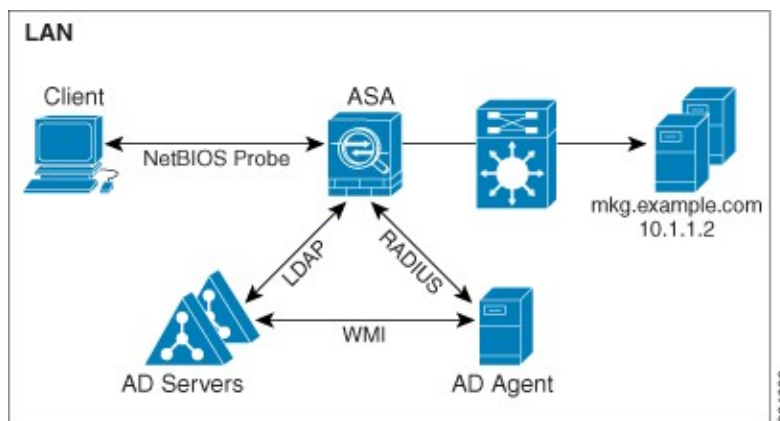 LAN
Client
ASA
NetBIOS Probe
mkg.example.com
10.1.1.2
LDAP
RADIUS
WMI
AD Servers
AD Agent